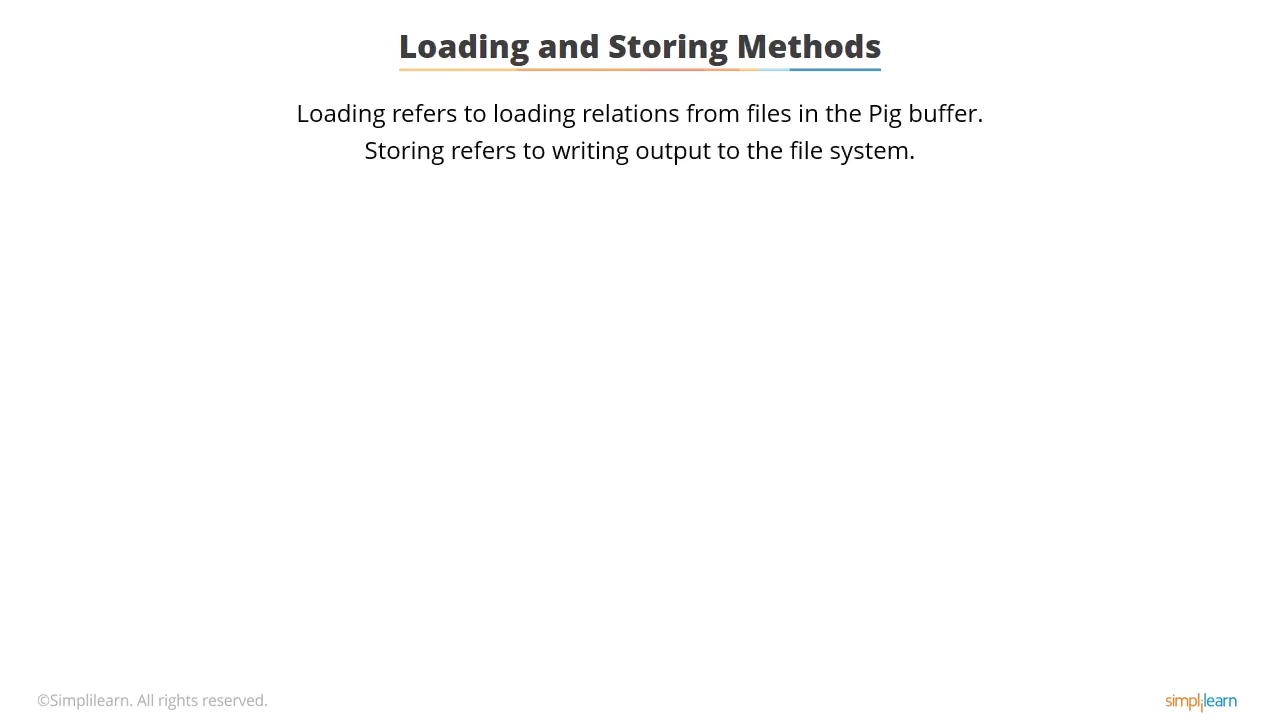 Loading and Storing Methods
Loading refers to loading relations from files in the Pig buffer.
Storing refers to writing output to the file system.
©Simplilearn. All rights reserved.
simplilearn